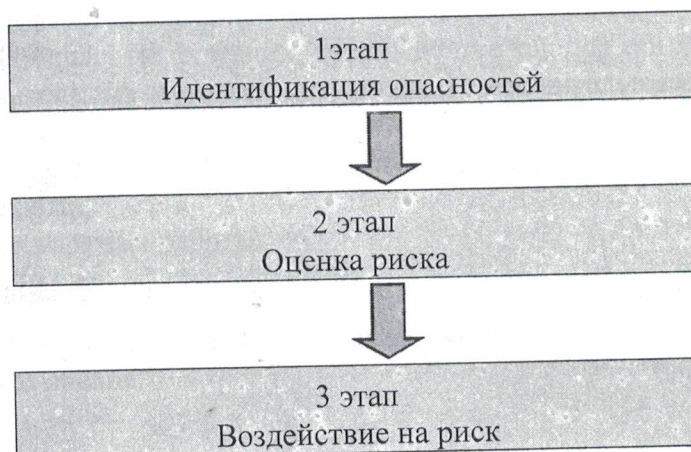 1этап
Идентификация опасностей
2 этап
Оценка риска
3 этап
Воздействие на риск